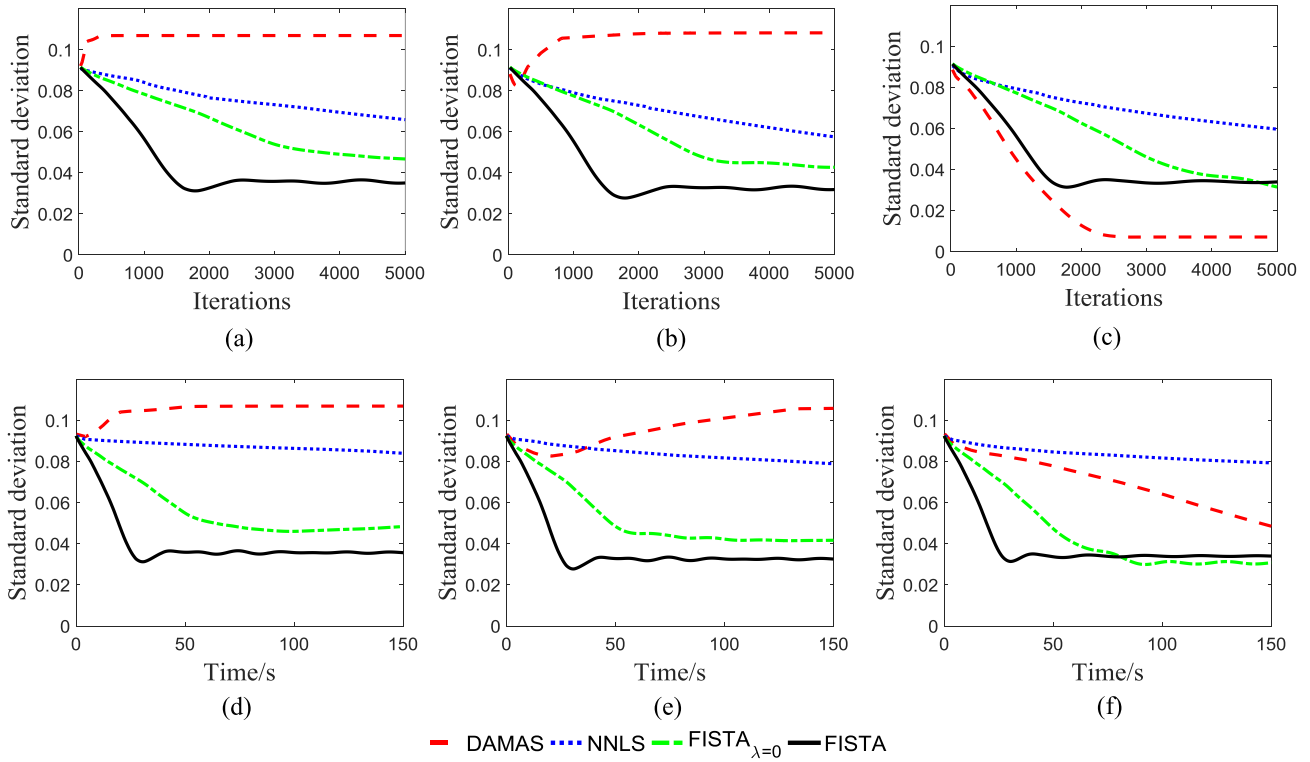 Standard deviation
0.1
0.08
0.06
0.04
0.02
0
0 1000 2000 3000 4000 5000
Iterations
(a)
Standard deviation
0.1
0.08
0.06
0.04
0.02
0
0 1000 2000 3000 4000 5000
Iterations
(b)
Standard deviation
0.1
0.08
0.06
0.04
0.02
0
0 1000 2000 3000 4000 5000
Iterations
(c)
Standard deviation
0.1
0.08
0.06
0.04
0.02
0
0 50 100 150
Time/s
(d)
Standard deviation
0.1
0.08
0.06
0.04
0.02
0
0 50 100 150
Time/s
(e)
Standard deviation
0.1
0.08
0.06
0.04
0.02
0
0 50 100 150
Time/s
(f)
DAMAS NNLS FISTA λ=0 FISTA